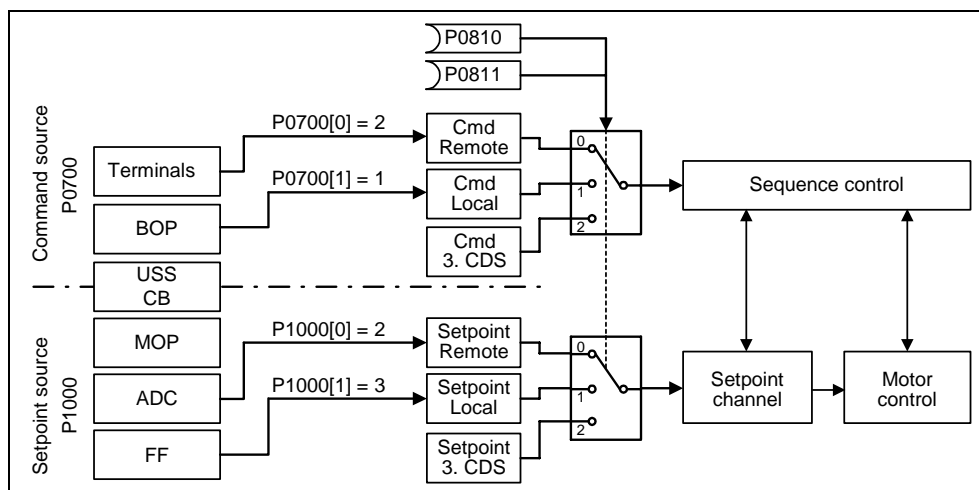 P0810
P0811
Command source
P0700
Terminals
BOP
USS
CB
P0700[0] = 2
P0700[1] = 1
Cmd
Remote
Cmd
Local
Cmd
3. CDS
0
1
2
Sequence control
Setpoint source
P1000
MOP
ADC
FF
P1000[0] = 2
P1000[1] = 3
Setpoint
Remote
Setpoint
Local
Setpoint
3. CDS
0
1
2
Setpoint
channel
Motor
control